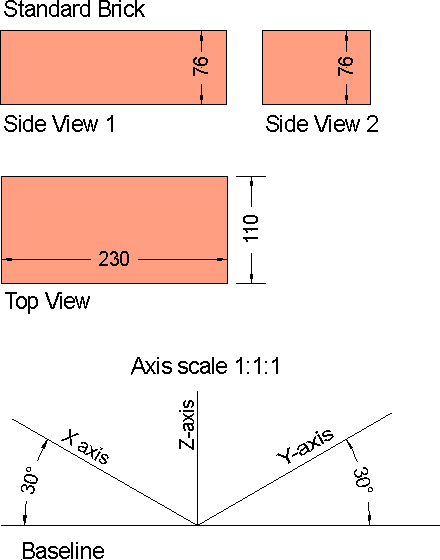 Standard Brick
76
76
Side View 1
Side View 2
230
110
Top View
Axis scale 1:1:1
X axis
Z-axis
Y-axis
30°
30°
Baseline